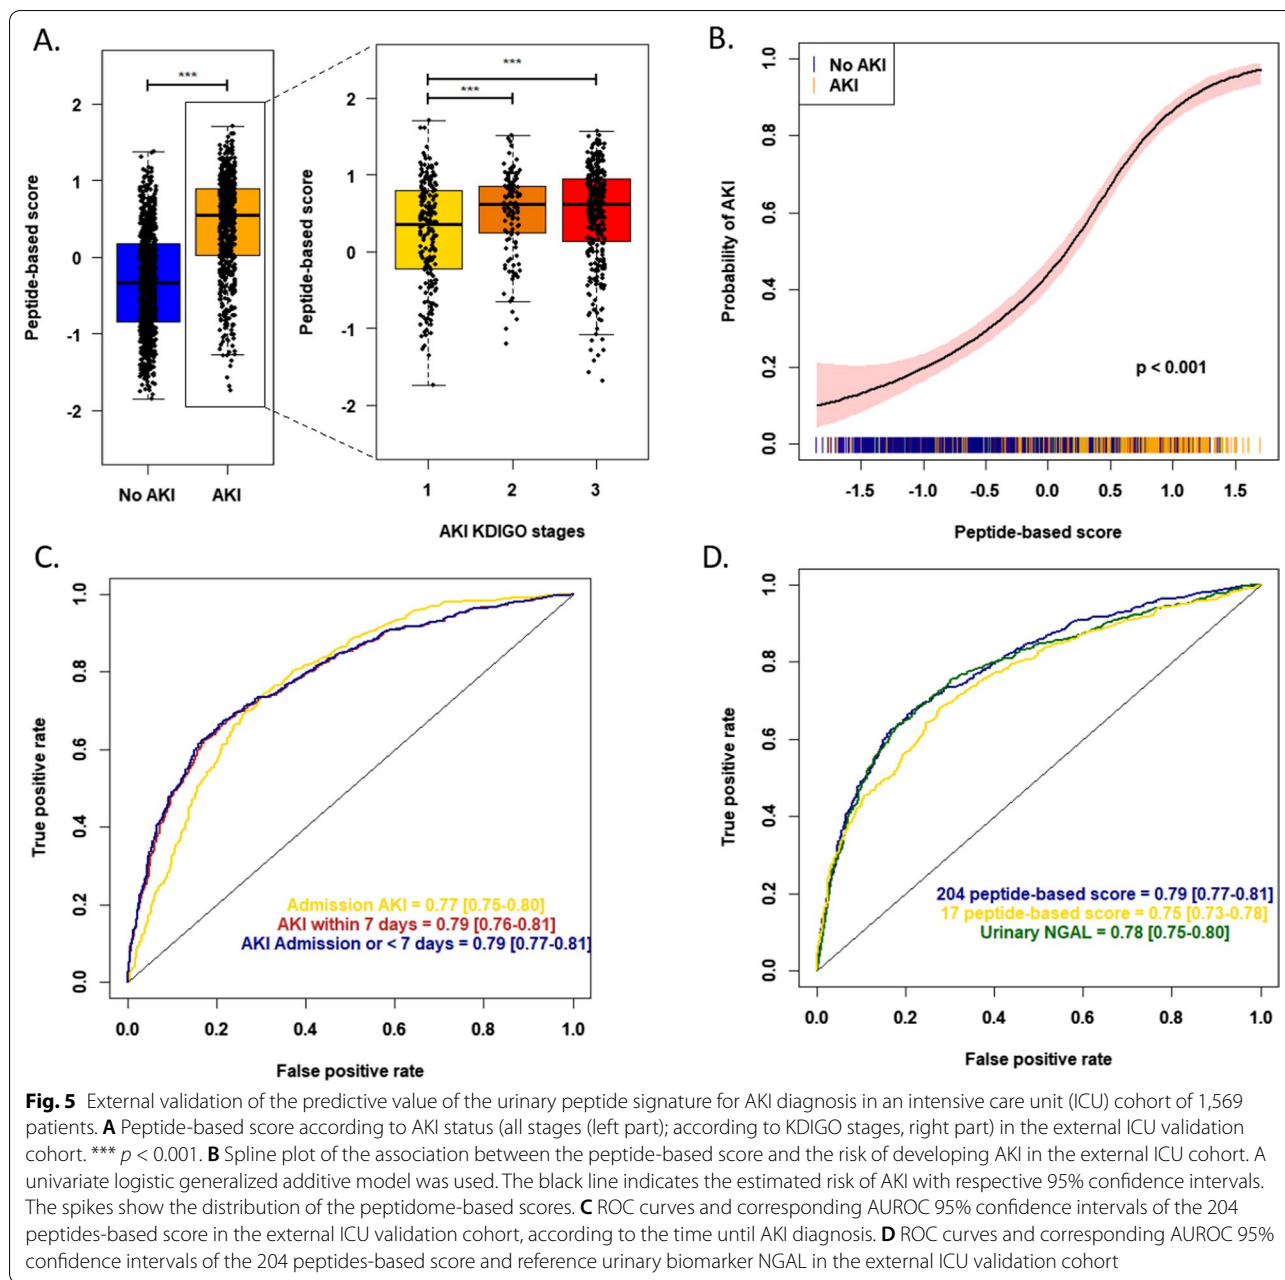 A.
***
2
1
0
-1
-2
Peptide-based score
No AKI
AKI
***
***
2
1
0
-1
-2
Peptide-based score
1
2
3
AKI KDIGO stages
B.
No AKI
AKI
1.0
0.8
0.6
0.4
0.2
0.0
Probability of AKI
p < 0.001
-1.5
-1.0
-0.5
0.0
0.5
1.0
1.5
Peptide-based score
C.
1.0
0.8
0.6
0.4
0.2
0.0
True positive rate
Admission AKI = 0.77 [0.75-0.80]
AKI within 7 days = 0.79 [0.76-0.81]
AKI Admission or < 7 days = 0.79 [0.77-0.81]
0.0
0.2
0.4
0.6
0.8
1.0
False positive rate
D.
1.0
0.8
0.6
0.4
0.2
0.0
True positive rate
204 peptide-based score = 0.79 [0.77-0.81]
17 peptide-based score = 0.75 [0.73-0.78]
Urinary NGAL = 0.78 [0.75-0.80]
0.0
0.2
0.4
0.6
0.8
1.0
False positive rate
Fig. 5 External validation of the predictive value of the urinary peptide signature for AKI diagnosis in an intensive care unit (ICU) cohort of 1,569
patients. A Peptide-based score according to AKI status (all stages (left part); according to KDIGO stages, right part) in the external ICU validation
cohort. *** p < 0.001. B Spline plot of the association between the peptide-based score and the risk of developing AKI in the external ICU cohort. A
univariate logistic generalized additive model was used. The black line indicates the estimated risk of AKI with respective 95% confidence intervals.
The spikes show the distribution of the peptidome-based scores. C ROC curves and corresponding AUROC 95% confidence intervals of the 204
peptides-based score in the external ICU validation cohort, according to the time until AKI diagnosis. D ROC curves and corresponding AUROC 95%
confidence intervals of the 204 peptides-based score and reference urinary biomarker NGAL in the external ICU validation cohort